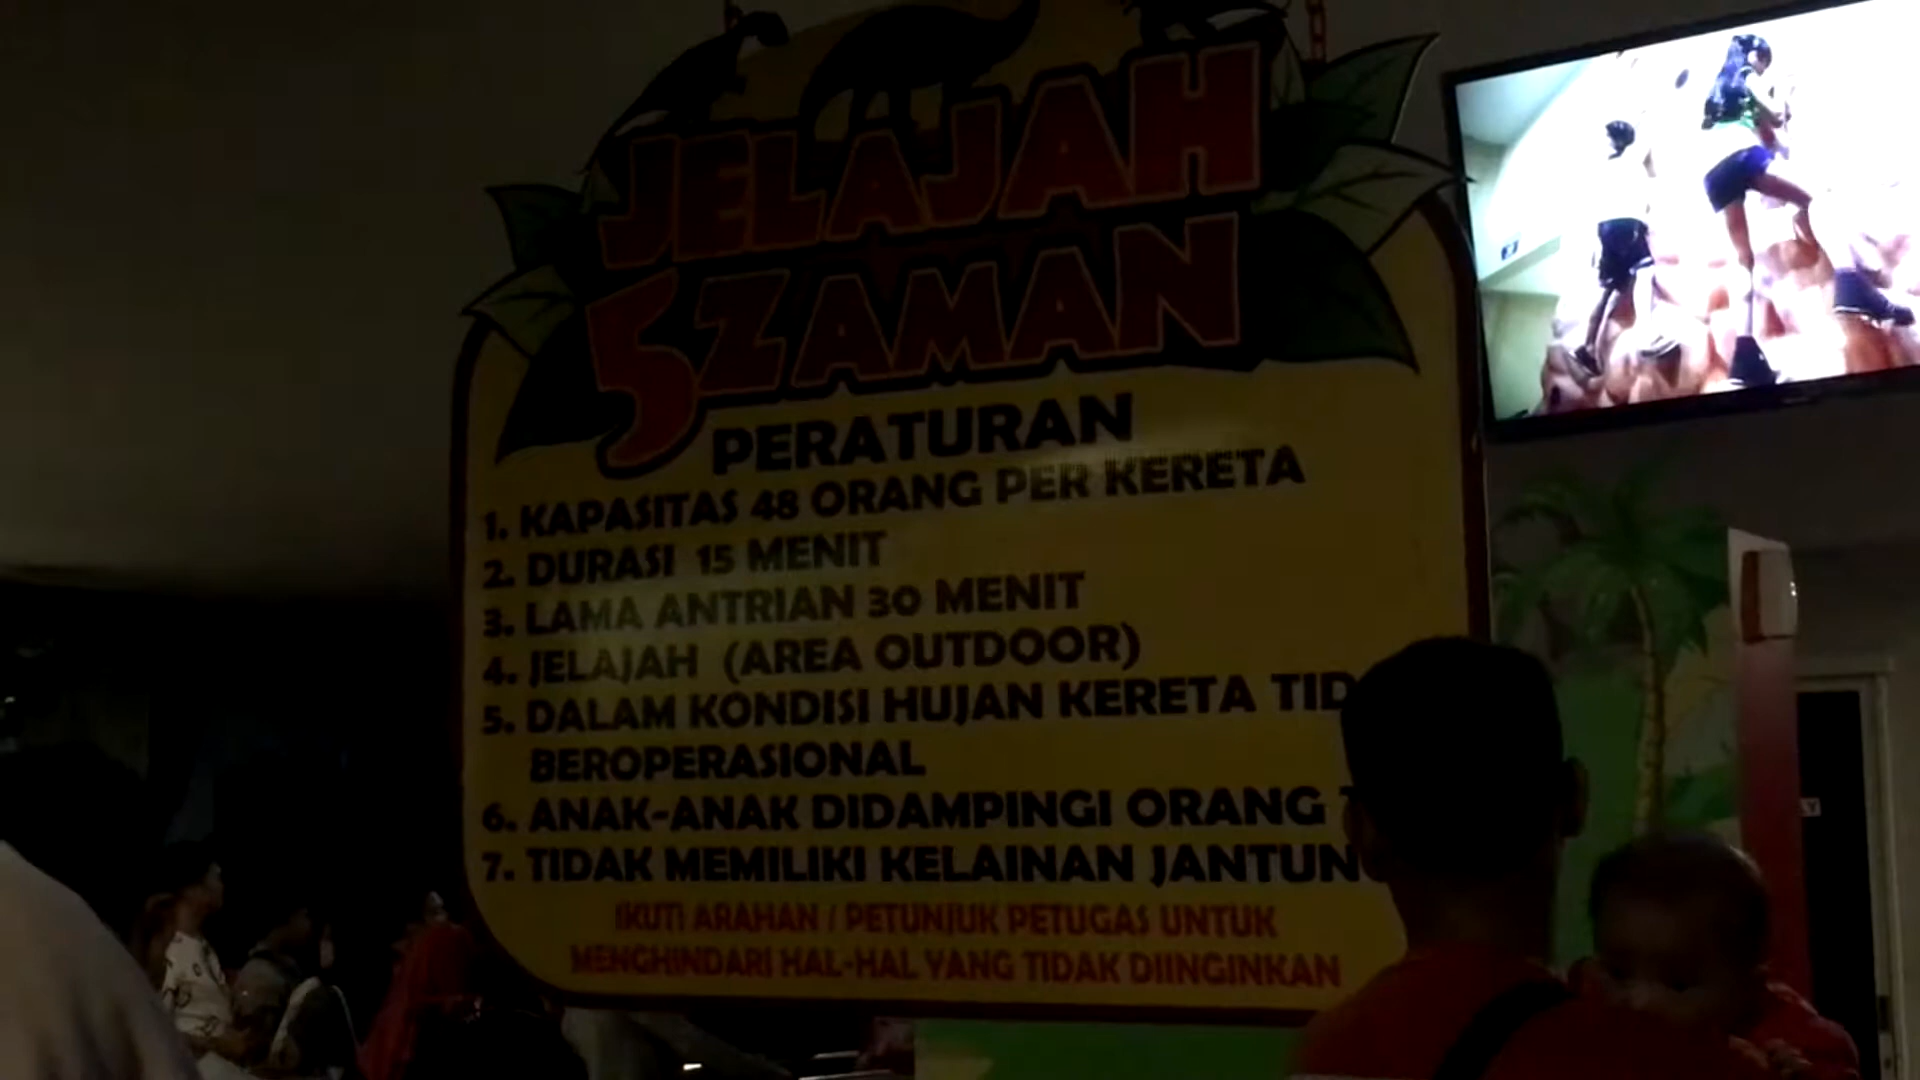 JELAJAH
5 ZAMAN
PERATURAN
1. KAPASITAS 48 ORANG PER KERETA
2. DURASI 15 MENIT
3. LAMA ANTRIAN 30 MENIT
4. JELAJAH (AREA OUTDOOR)
5. DALAM KONDISI HUJAN KERETA
BEROPERASIONAL
6. ANAK-ANAK DIDAMPINGI ORANG
7. TIDAK MEMILIKI KELAINAN
IKUTI ARAHAN / PETUNJUK PETUGAS UNTUK
MENGHINDARI HAL-HAL YANG TIDAK DIINGINKAN